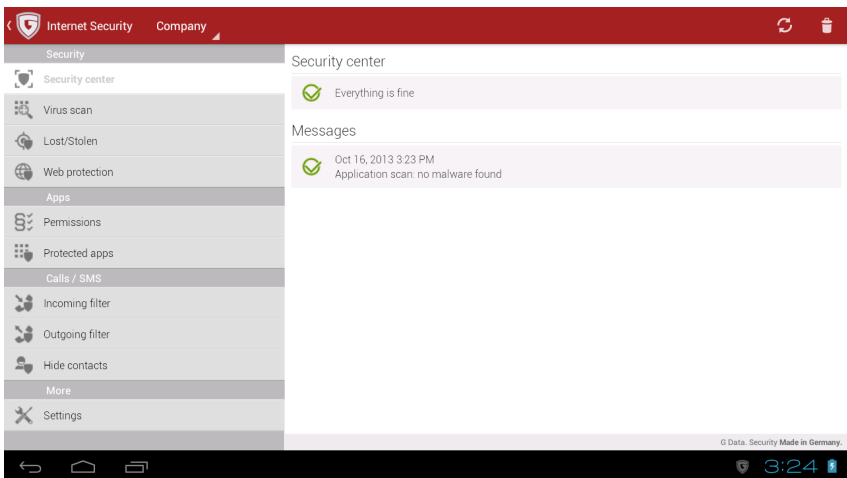 Internet Security Company
Security
Security center
Virus scan
Lost/Stolen
Web protection
Apps
Permissions
Protected apps
Calls / SMS
Incoming filter
Outgoing filter
Hide contacts
More
Settings
Security center
Everything is fine
Messages
Oct 16, 2013 3:23 PM
Application scan: no malware found
G Data. Security Made in Germany.
3:24